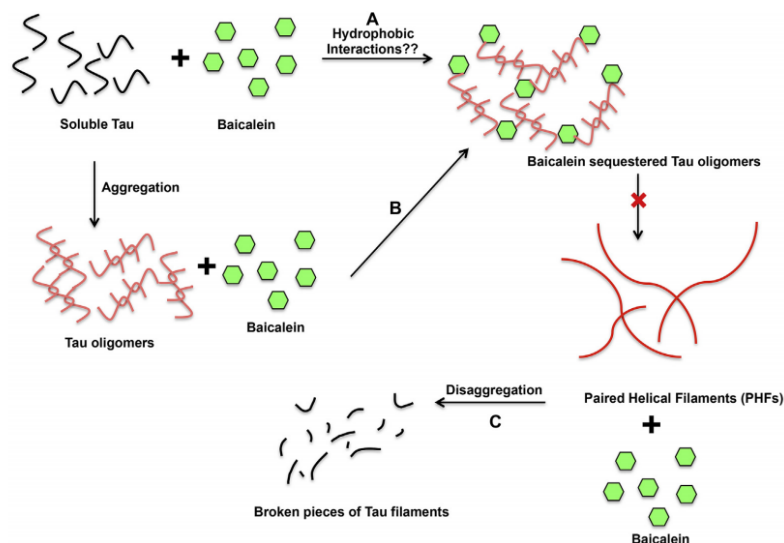 A
Hydrophobic
Interactions??
+
Soluble Tau
Baicalein
Baicalein sequestered Tau oligomers
Aggregation
B
+
Baicalein
Tau oligomers
Disaggregation
C
Paired Helical Filaments (PHFs)
+
Broken pieces of Tau filaments
Baicalein